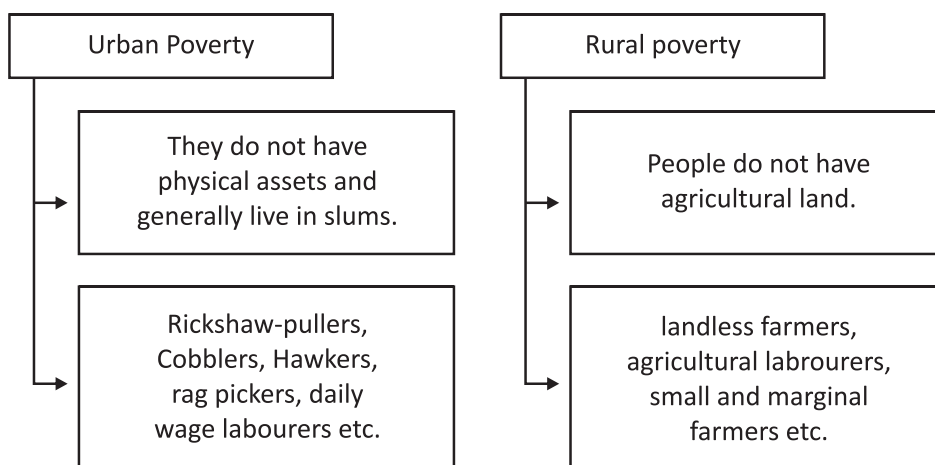 Urban Poverty
They do not have
physical assets and
generally live in slums.
Rickshaw-pullers,
Cobblers, Hawkers,
rag pickers, daily
wage labourers etc.
Rural poverty
People do not have
agricultural land.
landless farmers,
agricultural labrourers,
small and marginal
farmers etc.